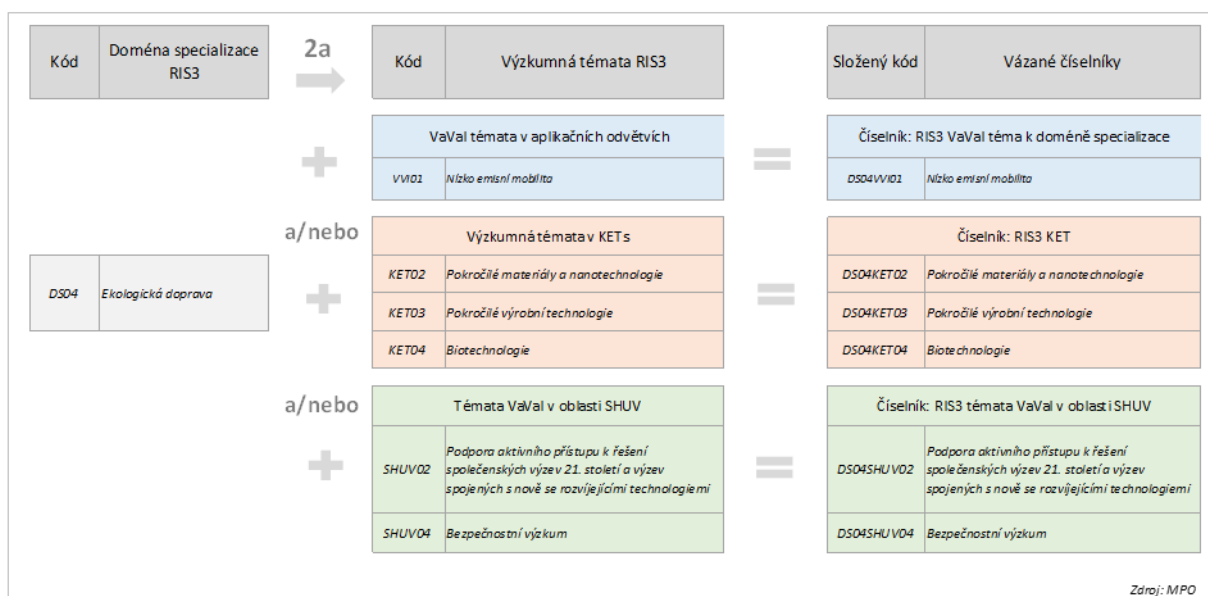 Kód
Doména specializace
RIS3
2a
Kód
Výzkumná témata RIS3
Složený kód
Vázané číselníky
VaVaI témata v aplikačních odvětvích
VVI01
Nízko emisní mobilita
Číselník: RIS3 VaVaI téma k doméně specializace
DS04VVI01
Nízko emisní mobilita
DS04
Ekologická doprava
a/nebo
Výzkumná témata v KETs
KET02
Pokročilé materiály a nanotechnologie
KET03
Pokročilé výrobní technologie
KET04
Biotechnologie
Číselník: RIS3 KET
DS04KET02
Pokročilé materiály a nanotechnologie
DS04KET03
Pokročilé výrobní technologie
DS04KET04
Biotechnologie
a/nebo
Témata VaVaI v oblasti SHUV
SHUV02
Podpora aktivního přístupu k řešení
společenských výzev 21. století a výzev
spojených s nově se rozvíjejícími technologiemi
SHUV04
Bezpečnostní výzkum
Číselník: RIS3 témata VaVaI v oblasti SHUV
DS04SHUV02
Podpora aktivního přístupu k řešení
společenských výzev 21. století a výzev
spojených s nově se rozvíjejícími technologiemi
DS04SHUV04
Bezpečnostní výzkum
Zdroj: MPO